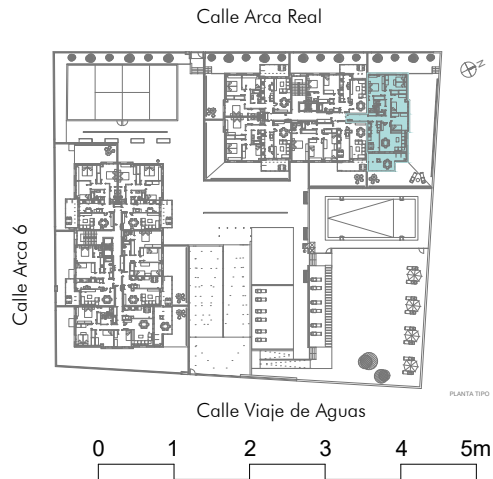 Calle Arca Real
N
Calle Arca 6
PLANTA TIPO
Calle Viaje de Aguas
0 1 2 3 4 5m